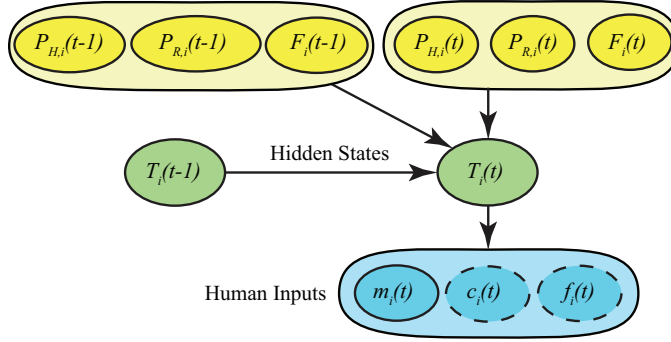 P_{H,i}(t-1) P_{R,i}(t-1) F_i(t-1) P_{H,i}(t) P_{R,i}(t) F_i(t)
Hidden States
T_i(t-1) T_i(t)
Human Inputs m_i(t) c_i(t) f_i(t)